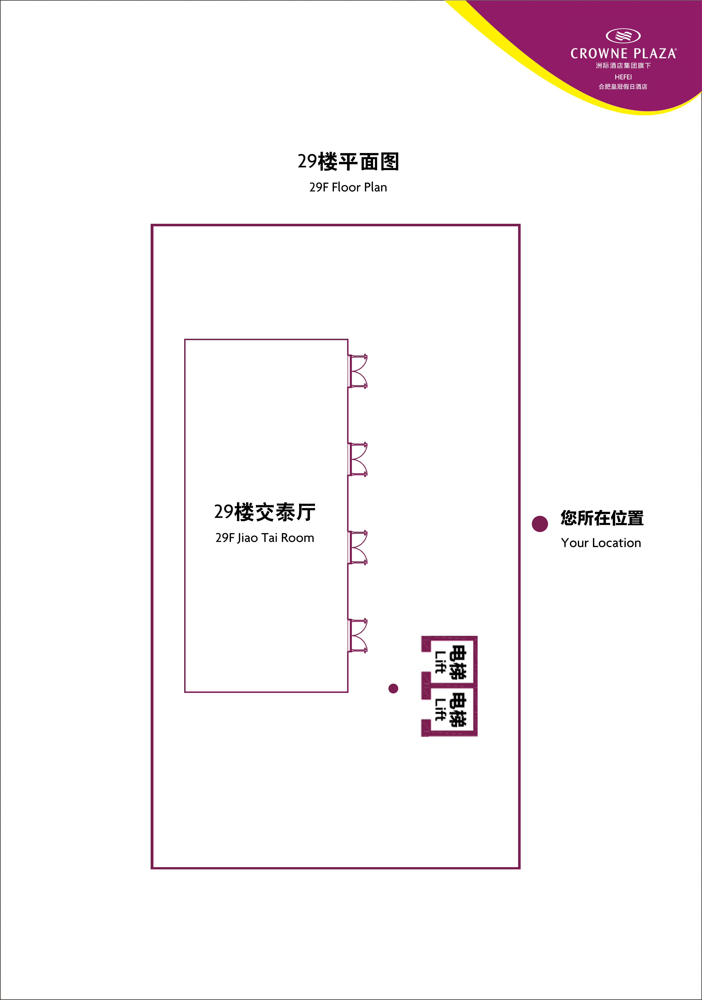 CROWNE PLAZA®
洲际酒店集团旗下
HEFEI
合肥皇冠假日酒店
29楼平面图
29F Floor Plan
29楼交泰厅
29F Jiao Tai Room
您所在位置
Your Location
电梯
Lift
电梯
Lift